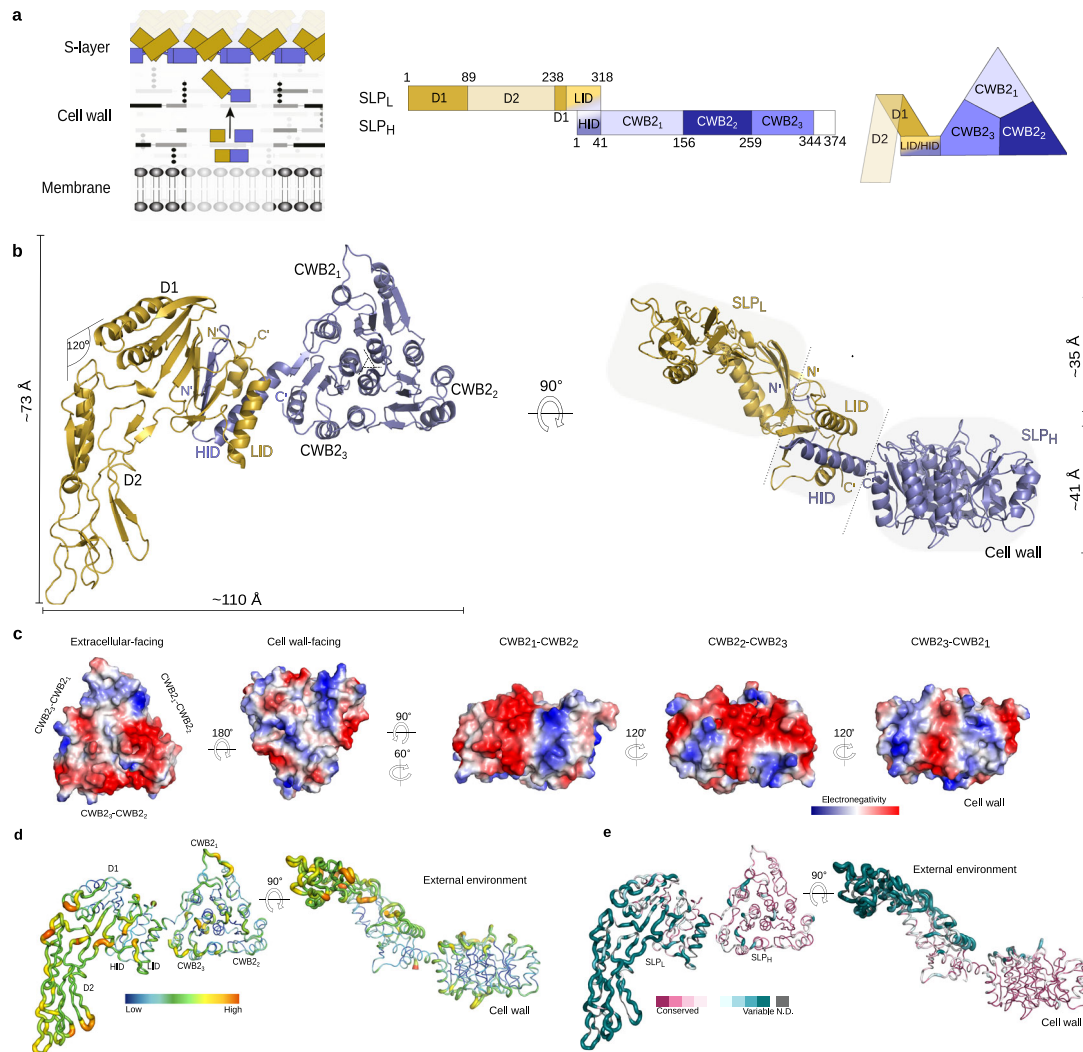 a
S-layer
Cell wall
Membrane
1 89 238 318
SLPL D1 D2 D1 LID
SLPH HID CWB2₁ CWB2₂ CWB2₃
1 41 156 259 344 374
D2 D1 LID/HID CWB2₁ CWB2₃ CWB2₂
b
~73 Å
120°
D1
N'
C'
N'
C'
HID
LID
D2
CWB2₁
CWB2₂
CWB2₃
~110 Å
90°
SLPL
N'
N'
LID
HID
C'
C'
SLPH
Cell wall
~35 Å
~41 Å
c
Extracellular-facing
Cell wall-facing
CWB2₁-CWB2₂
CWB2₂-CWB2₃
CWB2₃-CWB2₁
CWB2₃-CWB2₁
CWB2₁-CWB2₂
CWB2₃-CWB2₂
180°
90°
60°
120°
120°
Electronegativity
Cell wall
d
D1
CWB2₁
HID
LID
CWB2₃
CWB2₂
D2
Low High
90°
External environment
Cell wall
e
SLPL
SLPH
Conserved Variable N.D.
90°
External environment
Cell wall